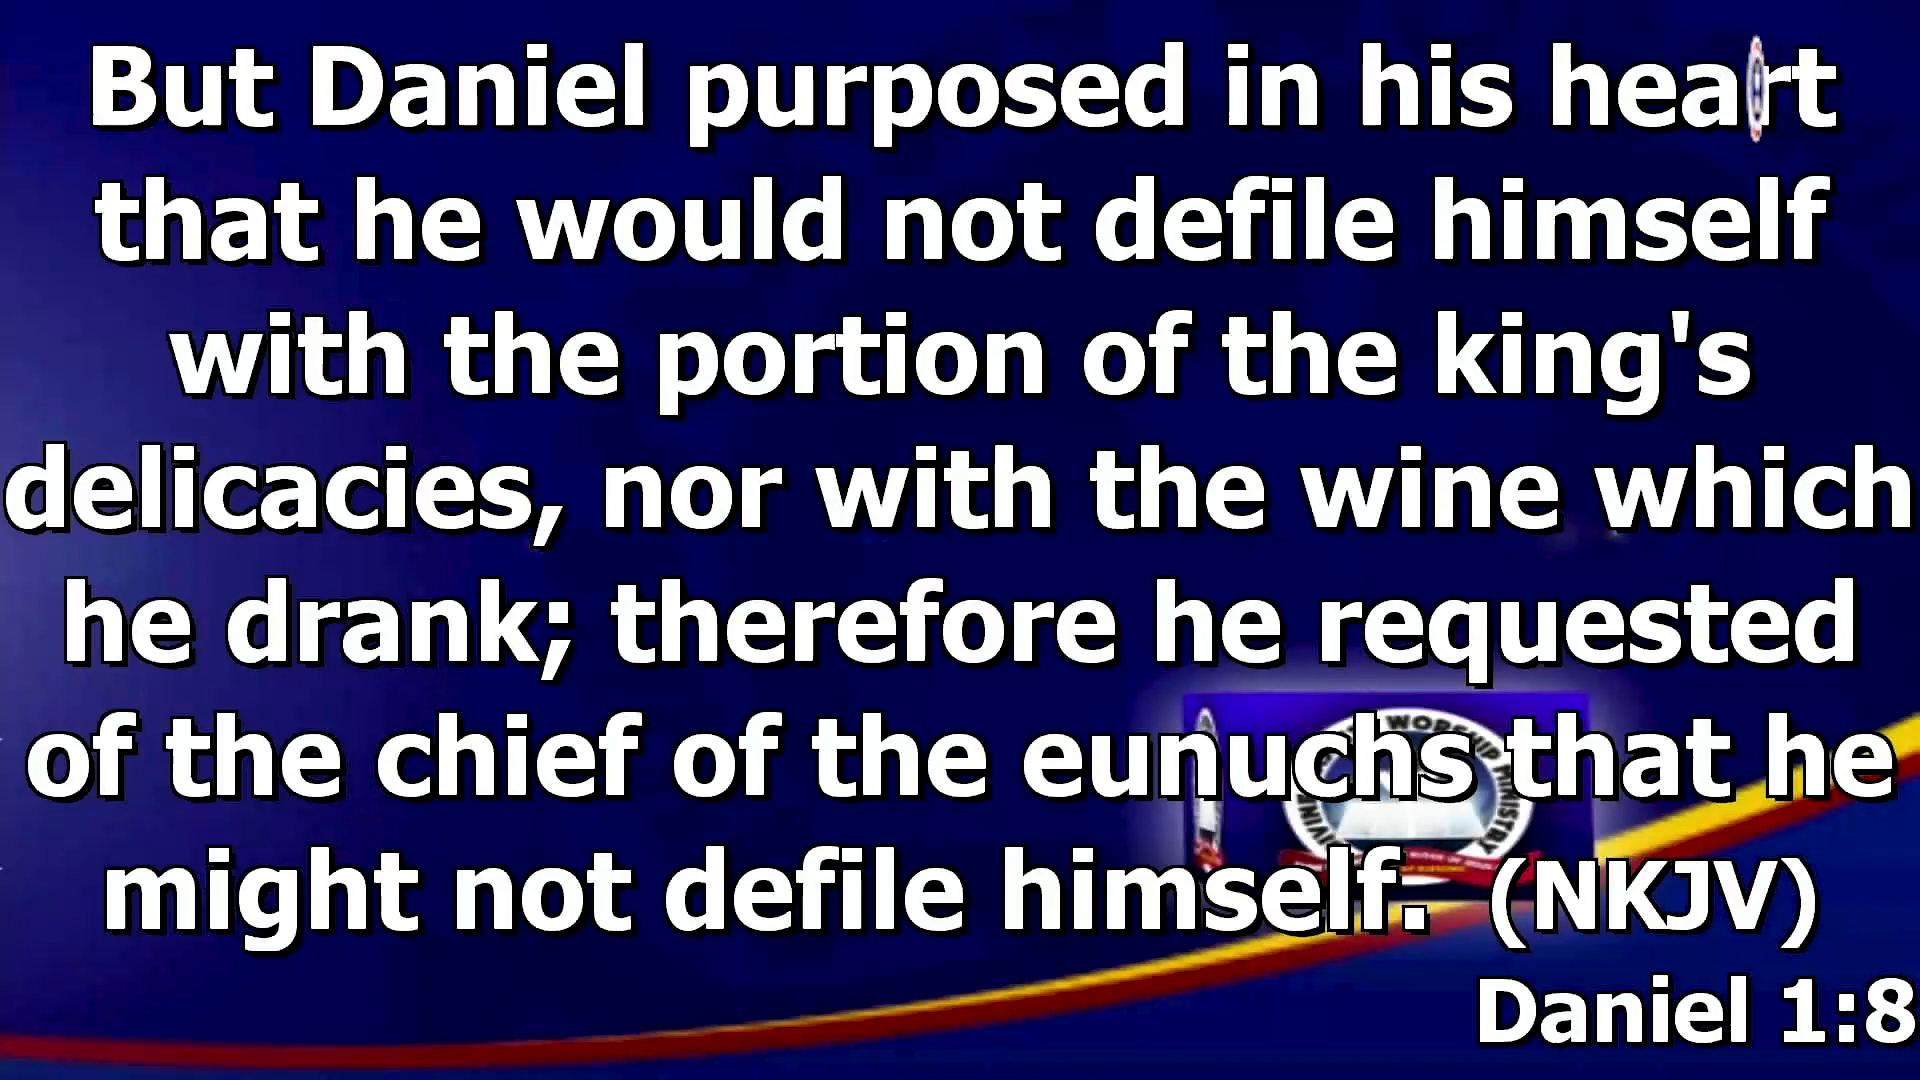 But Daniel purposed in his heart
that he would not defile himself
with the portion of the king's
delicacies, nor with the wine which
he drank; therefore he requested
of the chief of the eunuchs that he
might not defile himself. (NKJV)
Daniel 1:8
WORSHIP MINISTRY